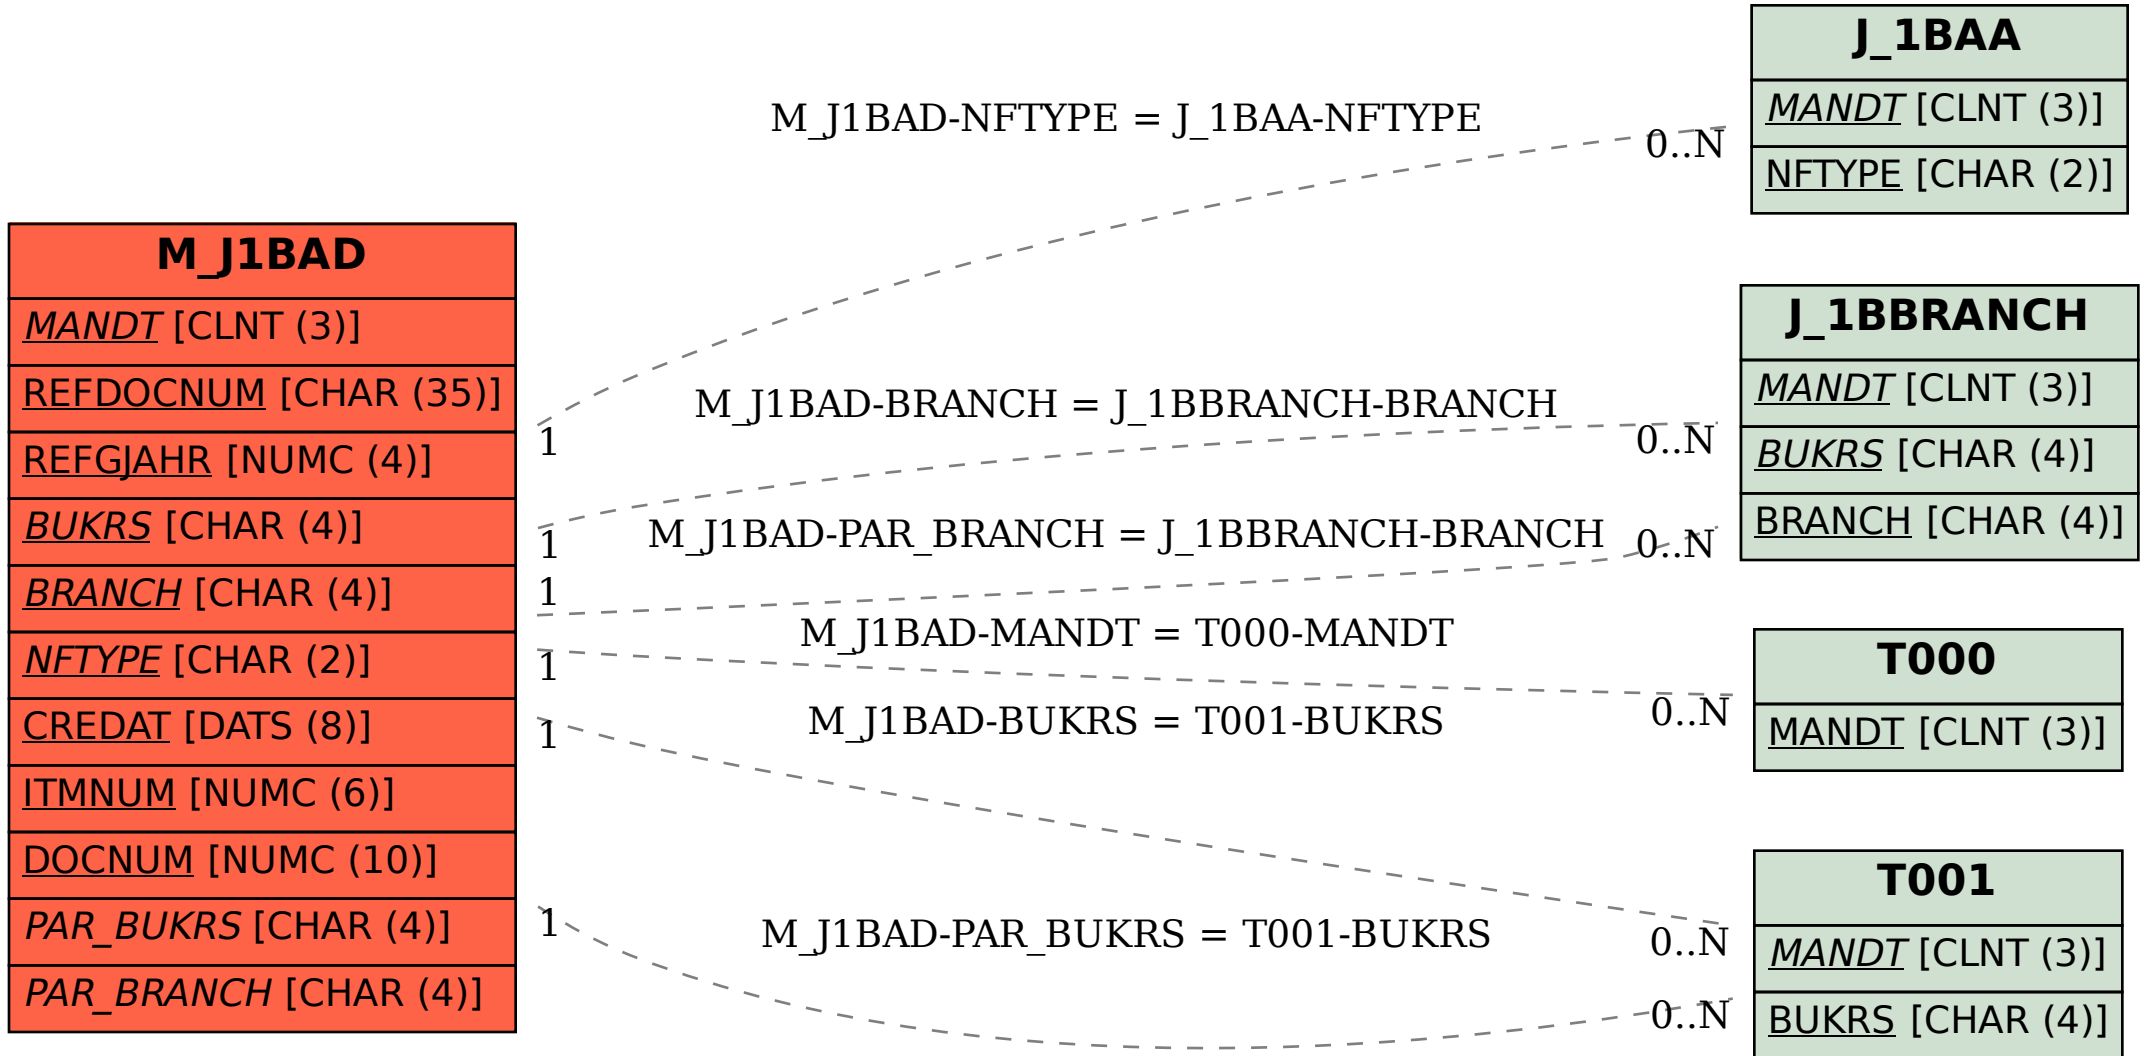 M_J1BAD
MANDT [CLNT (3)]
REFDOCNUM [CHAR (35)]
REFGJAHR [NUMC (4)]
BUKRS [CHAR (4)]
BRANCH [CHAR (4)]
NFTYPE [CHAR (2)]
CREDAT [DATS (8)]
ITMNUM [NUMC (6)]
DOCNUM [NUMC (10)]
PAR_BUKRS [CHAR (4)]
PAR_BRANCH [CHAR (4)]
M_J1BAD-NFTYPE = J_1BAA-NFTYPE
1
0..N
M_J1BAD-BRANCH = J_1BBRANCH-BRANCH
1
0..N
M_J1BAD-PAR_BRANCH = J_1BBRANCH-BRANCH
1
0..N
M_J1BAD-MANDT = T000-MANDT
1
0..N
M_J1BAD-BUKRS = T001-BUKRS
1
0..N
M_J1BAD-PAR_BUKRS = T001-BUKRS
1
0..N
J_1BAA
MANDT [CLNT (3)]
NFTYPE [CHAR (2)]
J_1BBRANCH
MANDT [CLNT (3)]
BUKRS [CHAR (4)]
BRANCH [CHAR (4)]
T000
MANDT [CLNT (3)]
T001
MANDT [CLNT (3)]
BUKRS [CHAR (4)]